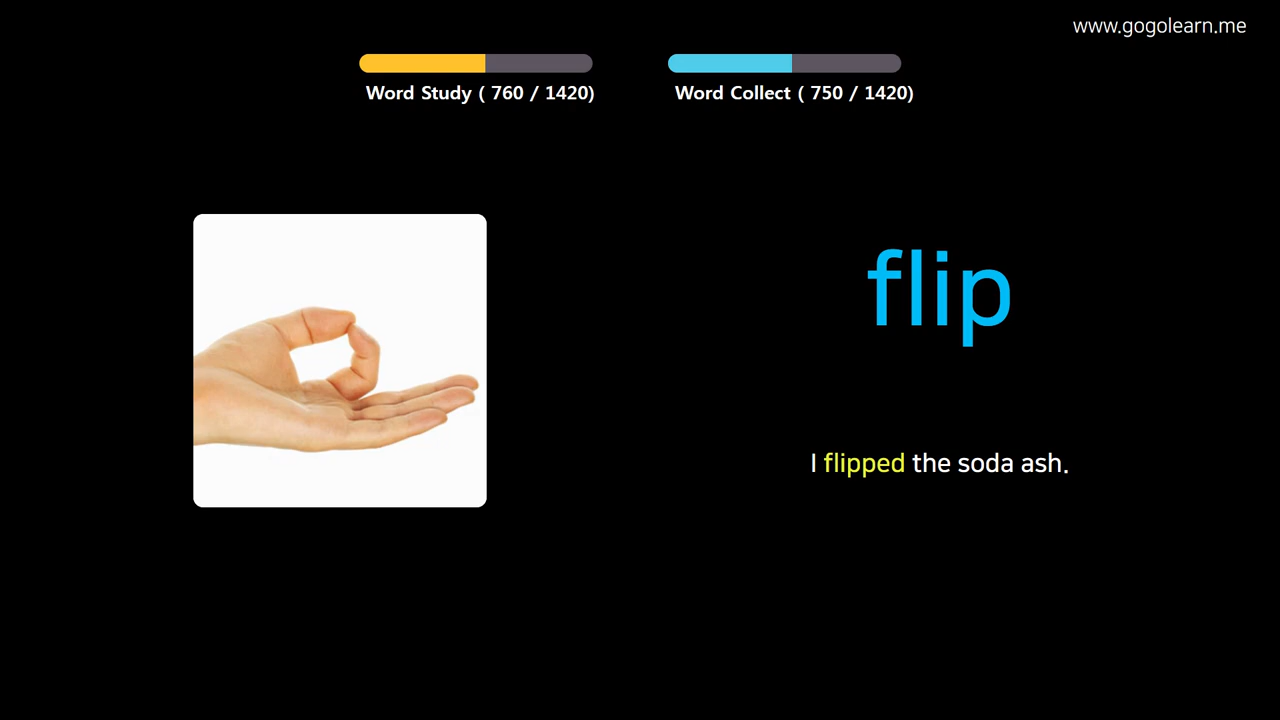 www.gogolearn.me
Word Study ( 760 / 1420)
Word Collect ( 750 / 1420)
flip
I flipped the soda ash.